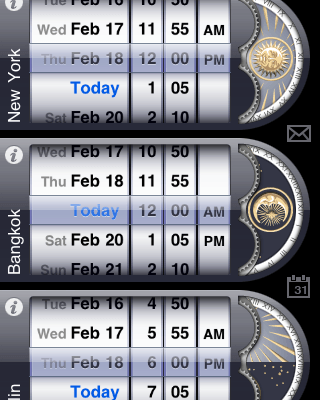 Tue Feb 16 10 50
Wed Feb 17 11 55 AM
Thu Feb 18 12 00 PM
Today 1 05
Sat Feb 20 2 10
New York
Wed Feb 17 10 50
Thu Feb 18 11 55
Today 12 00 AM
Sat Feb 20 1 05 PM
Sun Feb 21 2 10
Bangkok
31
Tue Feb 16 4 50
Wed Feb 17 5 55 AM
Thu Feb 18 6 00 PM
Today 7 05
lin